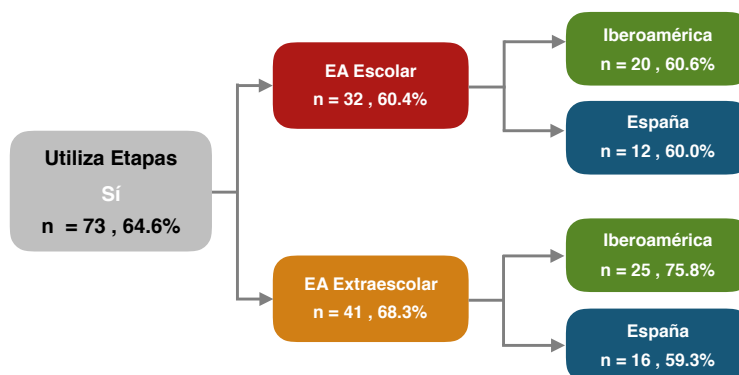 Utiliza Etapas
Sí
n = 73 , 64.6%
EA Escolar
n = 32 , 60.4%
Iberoamérica
n = 20 , 60.6%
España
n = 12 , 60.0%
EA Extraescolar
n = 41 , 68.3%
Iberoamérica
n = 25 , 75.8%
España
n = 16 , 59.3%